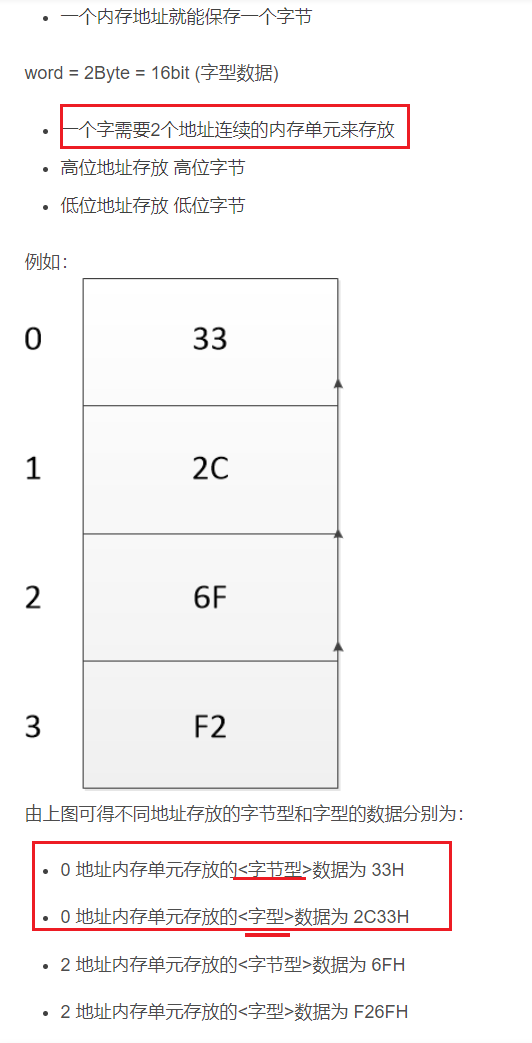 一个内存地址就能保存一个字节
word = 2Byte = 16bit (字型数据)
一个字需要2个地址连续的内存单元来存放
高位地址存放 高位字节
低位地址存放 低位字节
例如：
0 33
1 2C
2 6F
3 F2
由上图可得不同地址存放的字节型和字型的数据分别为：
0 地址内存单元存放的<字节型>数据为 33H
0 地址内存单元存放的<字型>数据为 2C33H
2 地址内存单元存放的<字节型>数据为 6FH
2 地址内存单元存放的<字型>数据为 F26FH